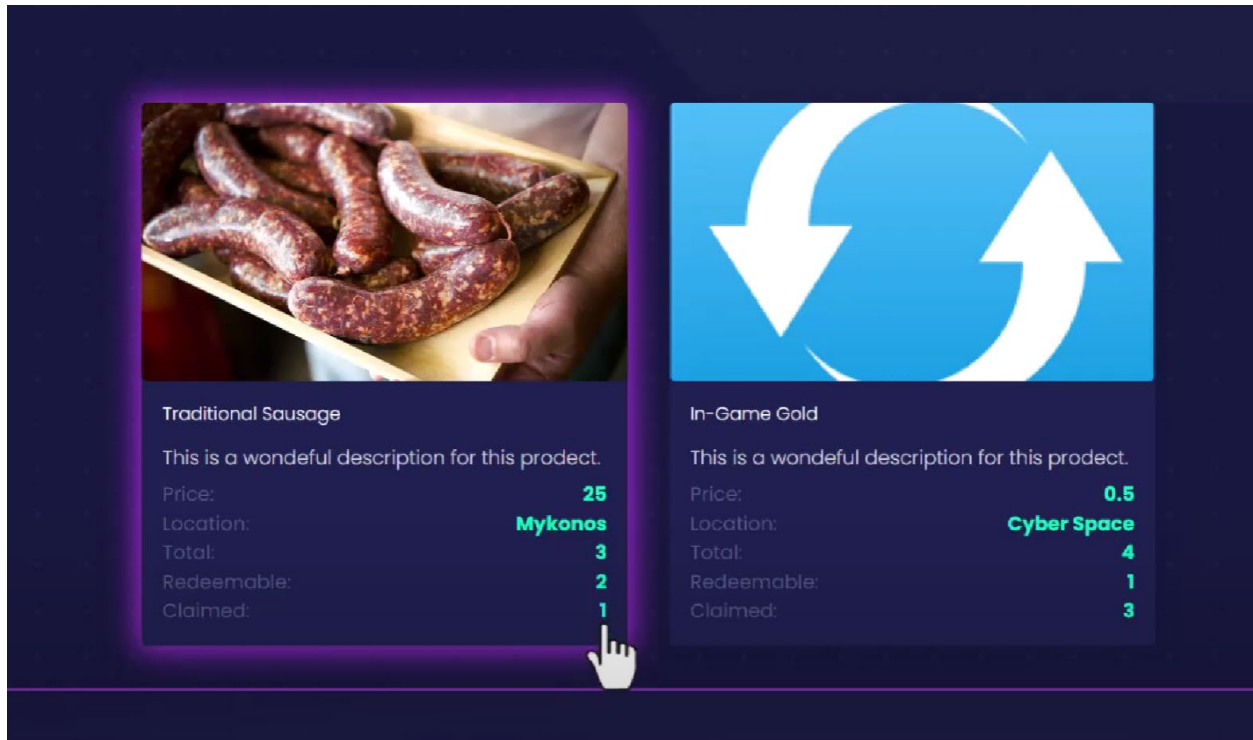 Traditional Sausage
This is a wondeful description for this prodect.
Price: 25
Location: Mykonos
Total: 3
Redeemable: 2
Claimed: 1
In-Game Gold
This is a wondeful description for this prodect.
Price: 0.5
Location: Cyber Space
Total: 4
Redeemable: 1
Claimed: 3